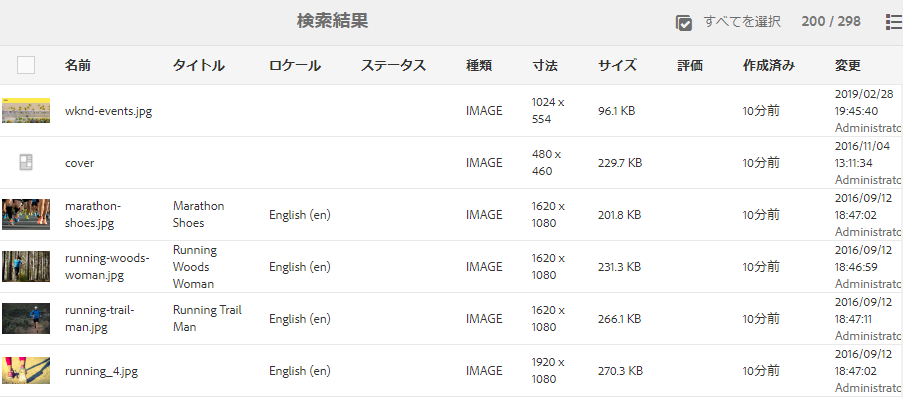 検索結果
すべてを選択 200 / 298
名前 タイトル ロケール ステータス 種類 寸法 サイズ 評価 作成済み 変更
wknd-events.jpg IMAGE 1024 x 554 96.1 KB 10分前 2019/02/28 19:45:40 Administrato
cover IMAGE 480 x 460 229.7 KB 10分前 2016/11/04 13:11:34 Administrato
marathon-shoes.jpg Marathon Shoes English (en) IMAGE 1620 x 1080 201.8 KB 10分前 2016/09/12 18:47:02 Administrato
running-woods-woman.jpg Running Woods Woman English (en) IMAGE 1620 x 1080 231.3 KB 10分前 2016/09/12 18:46:59 Administrato
running-trail-man.jpg Running Trail Man English (en) IMAGE 1620 x 1080 266.1 KB 10分前 2016/09/12 18:47:11 Administrato
running_4.jpg English (en) IMAGE 1920 x 1080 270.3 KB 10分前 2016/09/12 18:47:02 Administrato